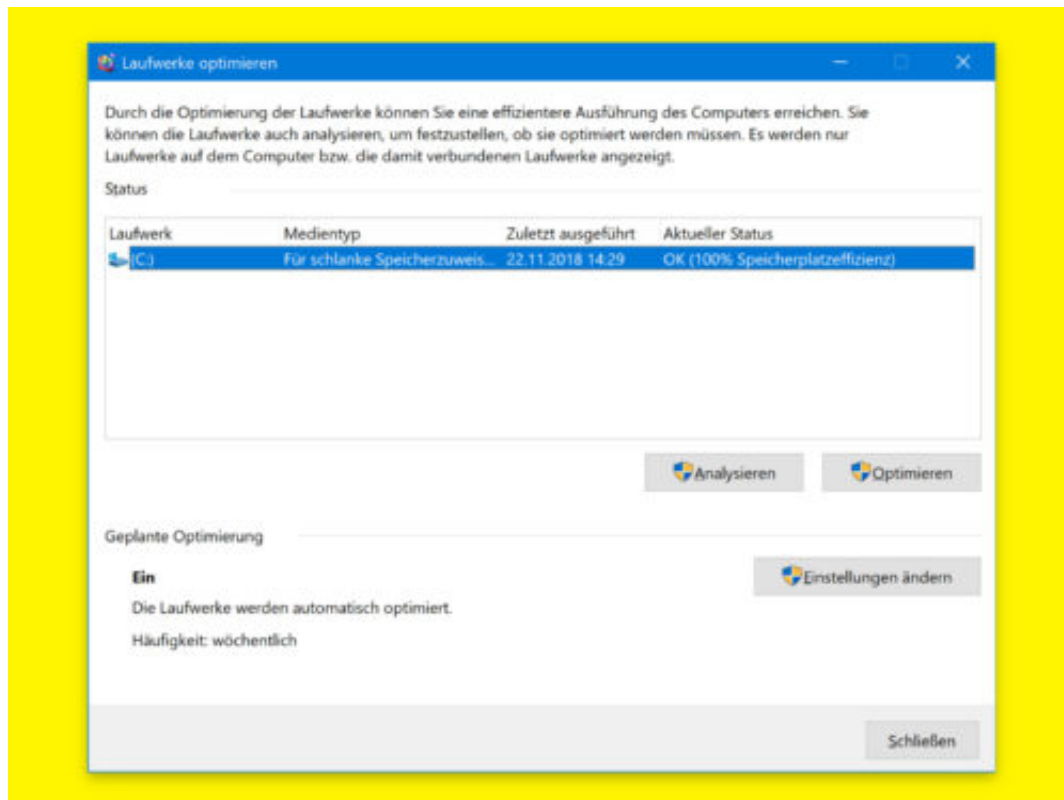 Laufwerke optimieren
Durch die Optimierung der Laufwerke können Sie eine effizientere Ausführung des Computers erreichen. Sie
können die Laufwerke auch analysieren, um festzustellen, ob sie optimiert werden müssen. Es werden nur
Laufwerke auf dem Computer bzw. die damit verbundenen Laufwerke angezeigt.
Status
Laufwerk Medientyp Zuletzt ausgeführt Aktueller Status
(C:) Für schlanke Speicherzuweis... 22.11.2018 14:29 OK (100% Speicherplatzeffizienz)
Analysieren Optimieren
Geplante Optimierung
Ein Einstellungen ändern
Die Laufwerke werden automatisch optimiert.
Häufigkeit: wöchentlich
Schließen